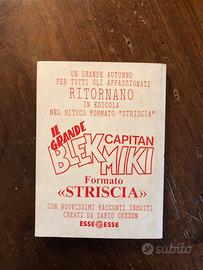 UN GRANDE AUTUNNO
PER TUTTI GLI APPASSIONATI
RITORNANO
IN EDICOLA
NEL MITICO FORMATO "STRISCIA"
IL GRANDE
BLEK
CAPITAN
MIKI
Formato
«STRISCIA»
CON NUOVISSIMI RACCONTI INEDITI
CREATI DA DARIO GUZZON
ESSE@ESSE
subito